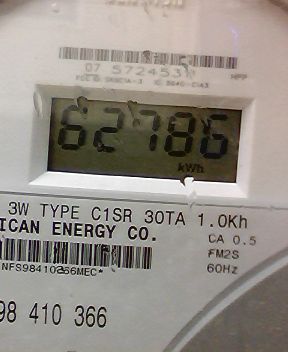 07 572453
62786
kWh
3W TYPE C1SR 30TA 1.0Kh
ICAN ENERGY CO.
CA 0.5
FM2S
60Hz
NFS98410366MEC*
98 410 366